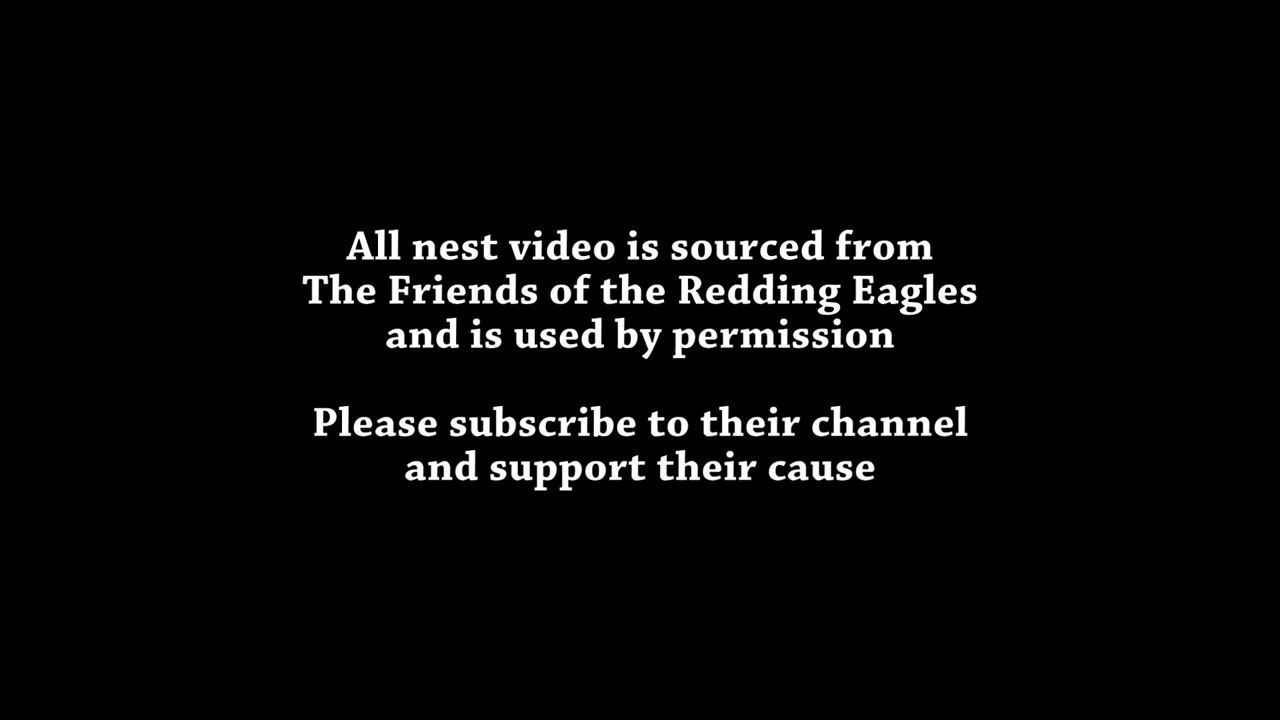 All nest video is sourced from
The Friends of the Redding Eagles
and is used by permission
Please subscribe to their channel
and support their cause